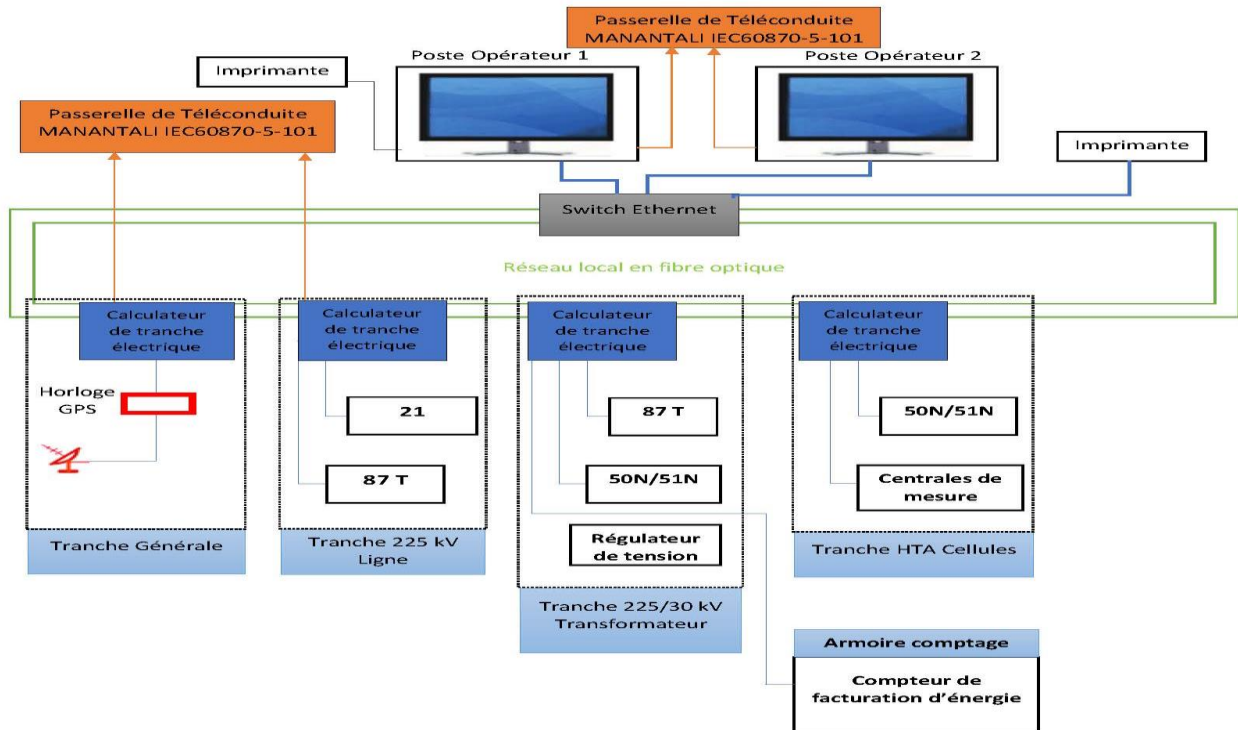 Passerelle de Téléconduite
MANANTALI IEC60870-5-101
Poste Opérateur 1
Poste Opérateur 2
Imprimante
Passerelle de Téléconduite
MANANTALI IEC60870-5-101
Imprimante
Switch Ethernet
Réseau local en fibre optique
Calculateur
de tranche
électrique
Calculateur
de tranche
électrique
Calculateur
de tranche
électrique
Calculateur
de tranche
électrique
Horloge
GPS
21
87 T
50N/51N
87 T
50N/51N
Centrales de
mesure
Régulateur
de tension
Tranche Générale
Tranche 225 kV
Ligne
Tranche HTA Cellules
Tranche 225/30 kV
Transformateur
Armoire comptage
Compteur de
facturation d’énergie